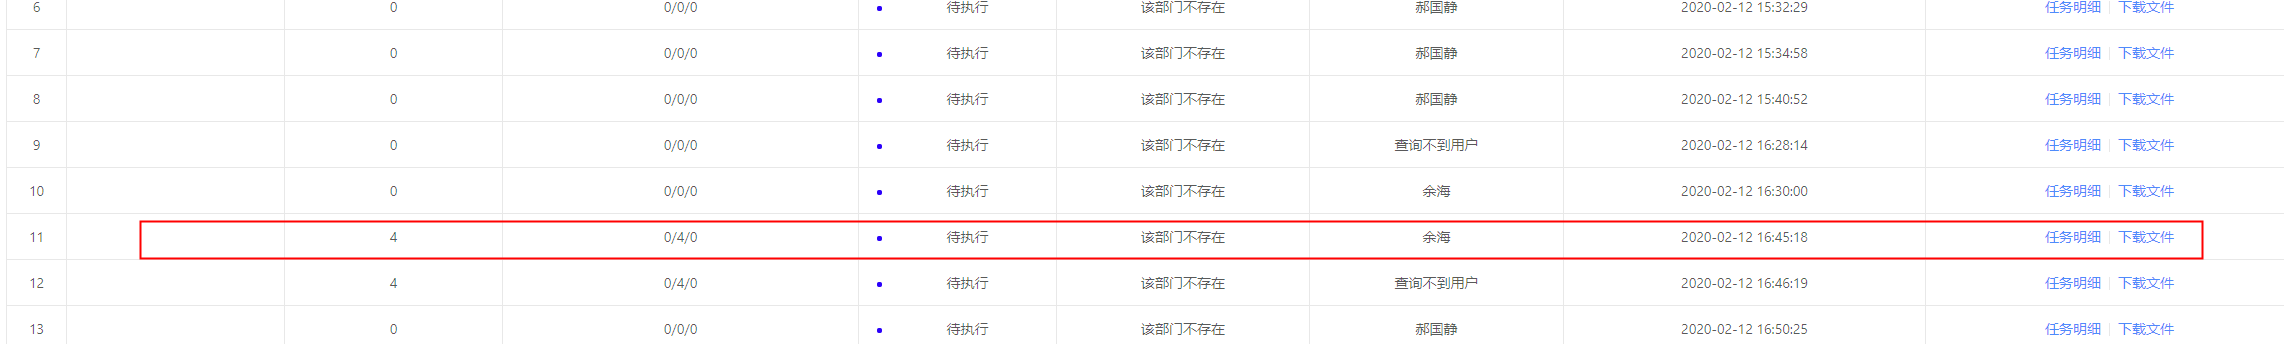 6 0 0/0/0 待执行 该部门不存在 郝国静 2020-02-12 15:32:29 任务明细 下载文件
7 0 0/0/0 待执行 该部门不存在 郝国静 2020-02-12 15:34:58 任务明细 下载文件
8 0 0/0/0 待执行 该部门不存在 郝国静 2020-02-12 15:40:52 任务明细 下载文件
9 0 0/0/0 待执行 该部门不存在 查询不到用户 2020-02-12 16:28:14 任务明细 下载文件
10 0 0/0/0 待执行 该部门不存在 余海 2020-02-12 16:30:00 任务明细 下载文件
11 4 0/4/0 待执行 该部门不存在 余海 2020-02-12 16:45:18 任务明细 下载文件
12 4 0/4/0 待执行 该部门不存在 查询不到用户 2020-02-12 16:46:19 任务明细 下载文件
13 0 0/0/0 待执行 该部门不存在 郝国静 2020-02-12 16:50:25 任务明细 下载文件